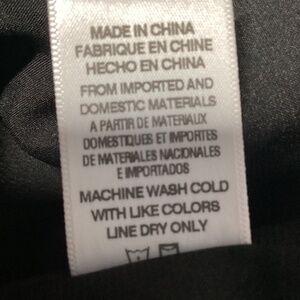 MADE IN CHINA
FABRIQUE EN CHINE
HECHO EN CHINA
FROM IMPORTED AND
DOMESTIC MATERIALS
A PARTIR DE MATERIAUX
DOMESTIQUES ET IMPORTES
DE MATERIALES NACIONALES
E IMPORTADOS
MACHINE WASH COLD
WITH LIKE COLORS
LINE DRY ONLY